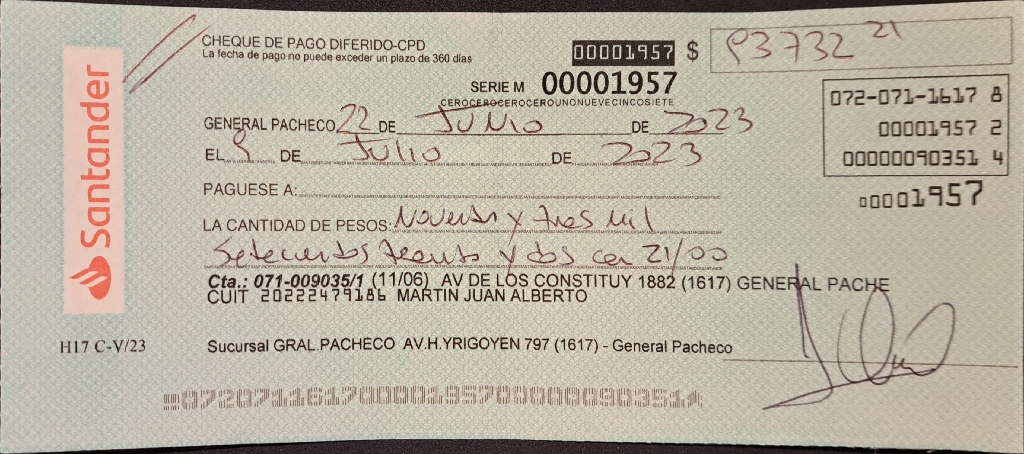 Santander
CHEQUE DE PAGO DIFERIDO-CPD
La fecha de pago no puede exceder un plazo de 360 días
00001957 $ 93732 21
SERIE M 00001957
CEROCEROCEROCEROUNONUEVECINCOSIETE
072-071-1617 8
00001957 2
00000090351 4
00001957
GENERAL PACHECO 22 DE JUNIO DE 2023
EL 8 DE JULIO DE 2023
PAGUESE A:
LA CANTIDAD DE PESOS: Noventa y tres mil
setecientos treinta y dos con 21/00
Cta.: 071-009035/1 (11/06) AV DE LOS CONSTITUY 1882 (1617) GENERAL PACHE
CUIT 20222479186 MARTIN JUAN ALBERTO
H17 C-V/23
Sucursal GRAL.PACHECO AV.H.YRIGOYEN 797 (1617) - General Pacheco